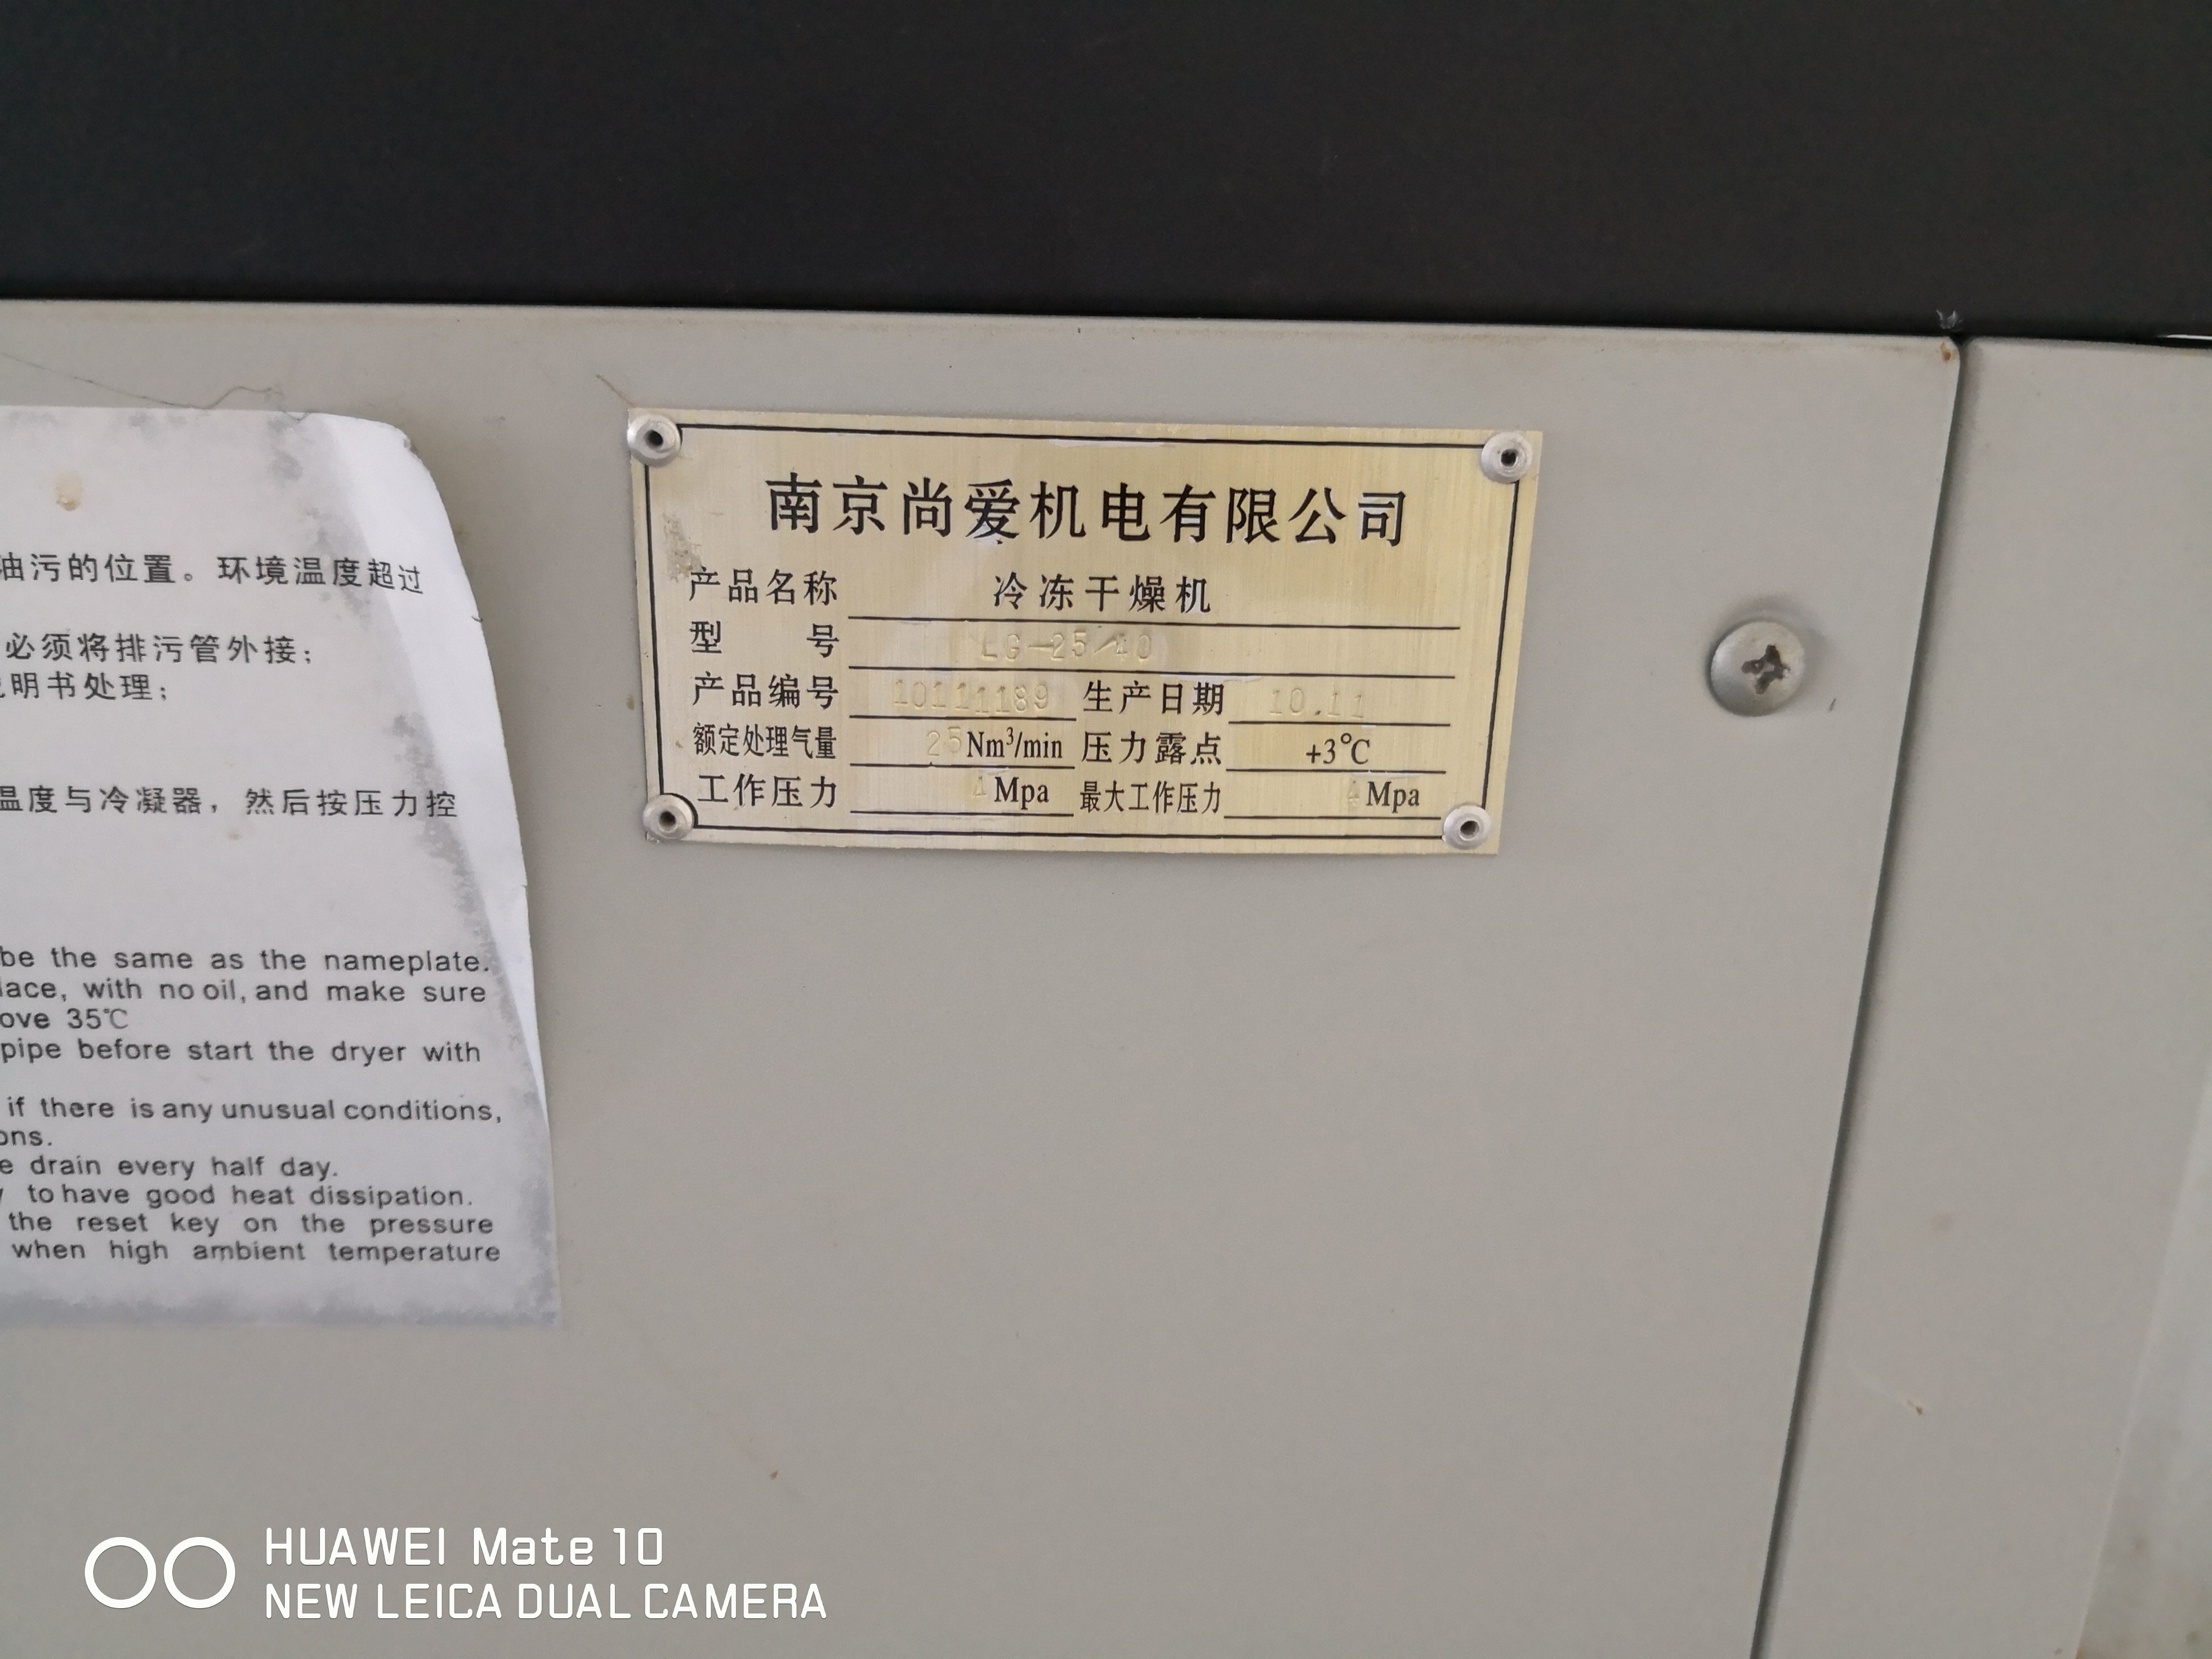 油污的位置。环境温度超过
必须将排污管外接；
明书处理；
温度与冷凝器，然后按压力控
be the same as the nameplate.
lace, with no oil, and make sure
ove 35℃
pipe before start the dryer with
if there is any unusual conditions,
ons.
e drain every half day.
to have good heat dissipation.
the reset key on the pressure
when high ambient temperature
南京尚爱机电有限公司
产品名称 冷冻干燥机
型 号 LG-25/40
产品编号 10111189 生产日期 10.11
额定处理气量 25Nm³/min 压力露点 +3℃
工作压力 4 Mpa 最大工作压力 4 Mpa
HUAWEI Mate 10
NEW LEICA DUAL CAMERA